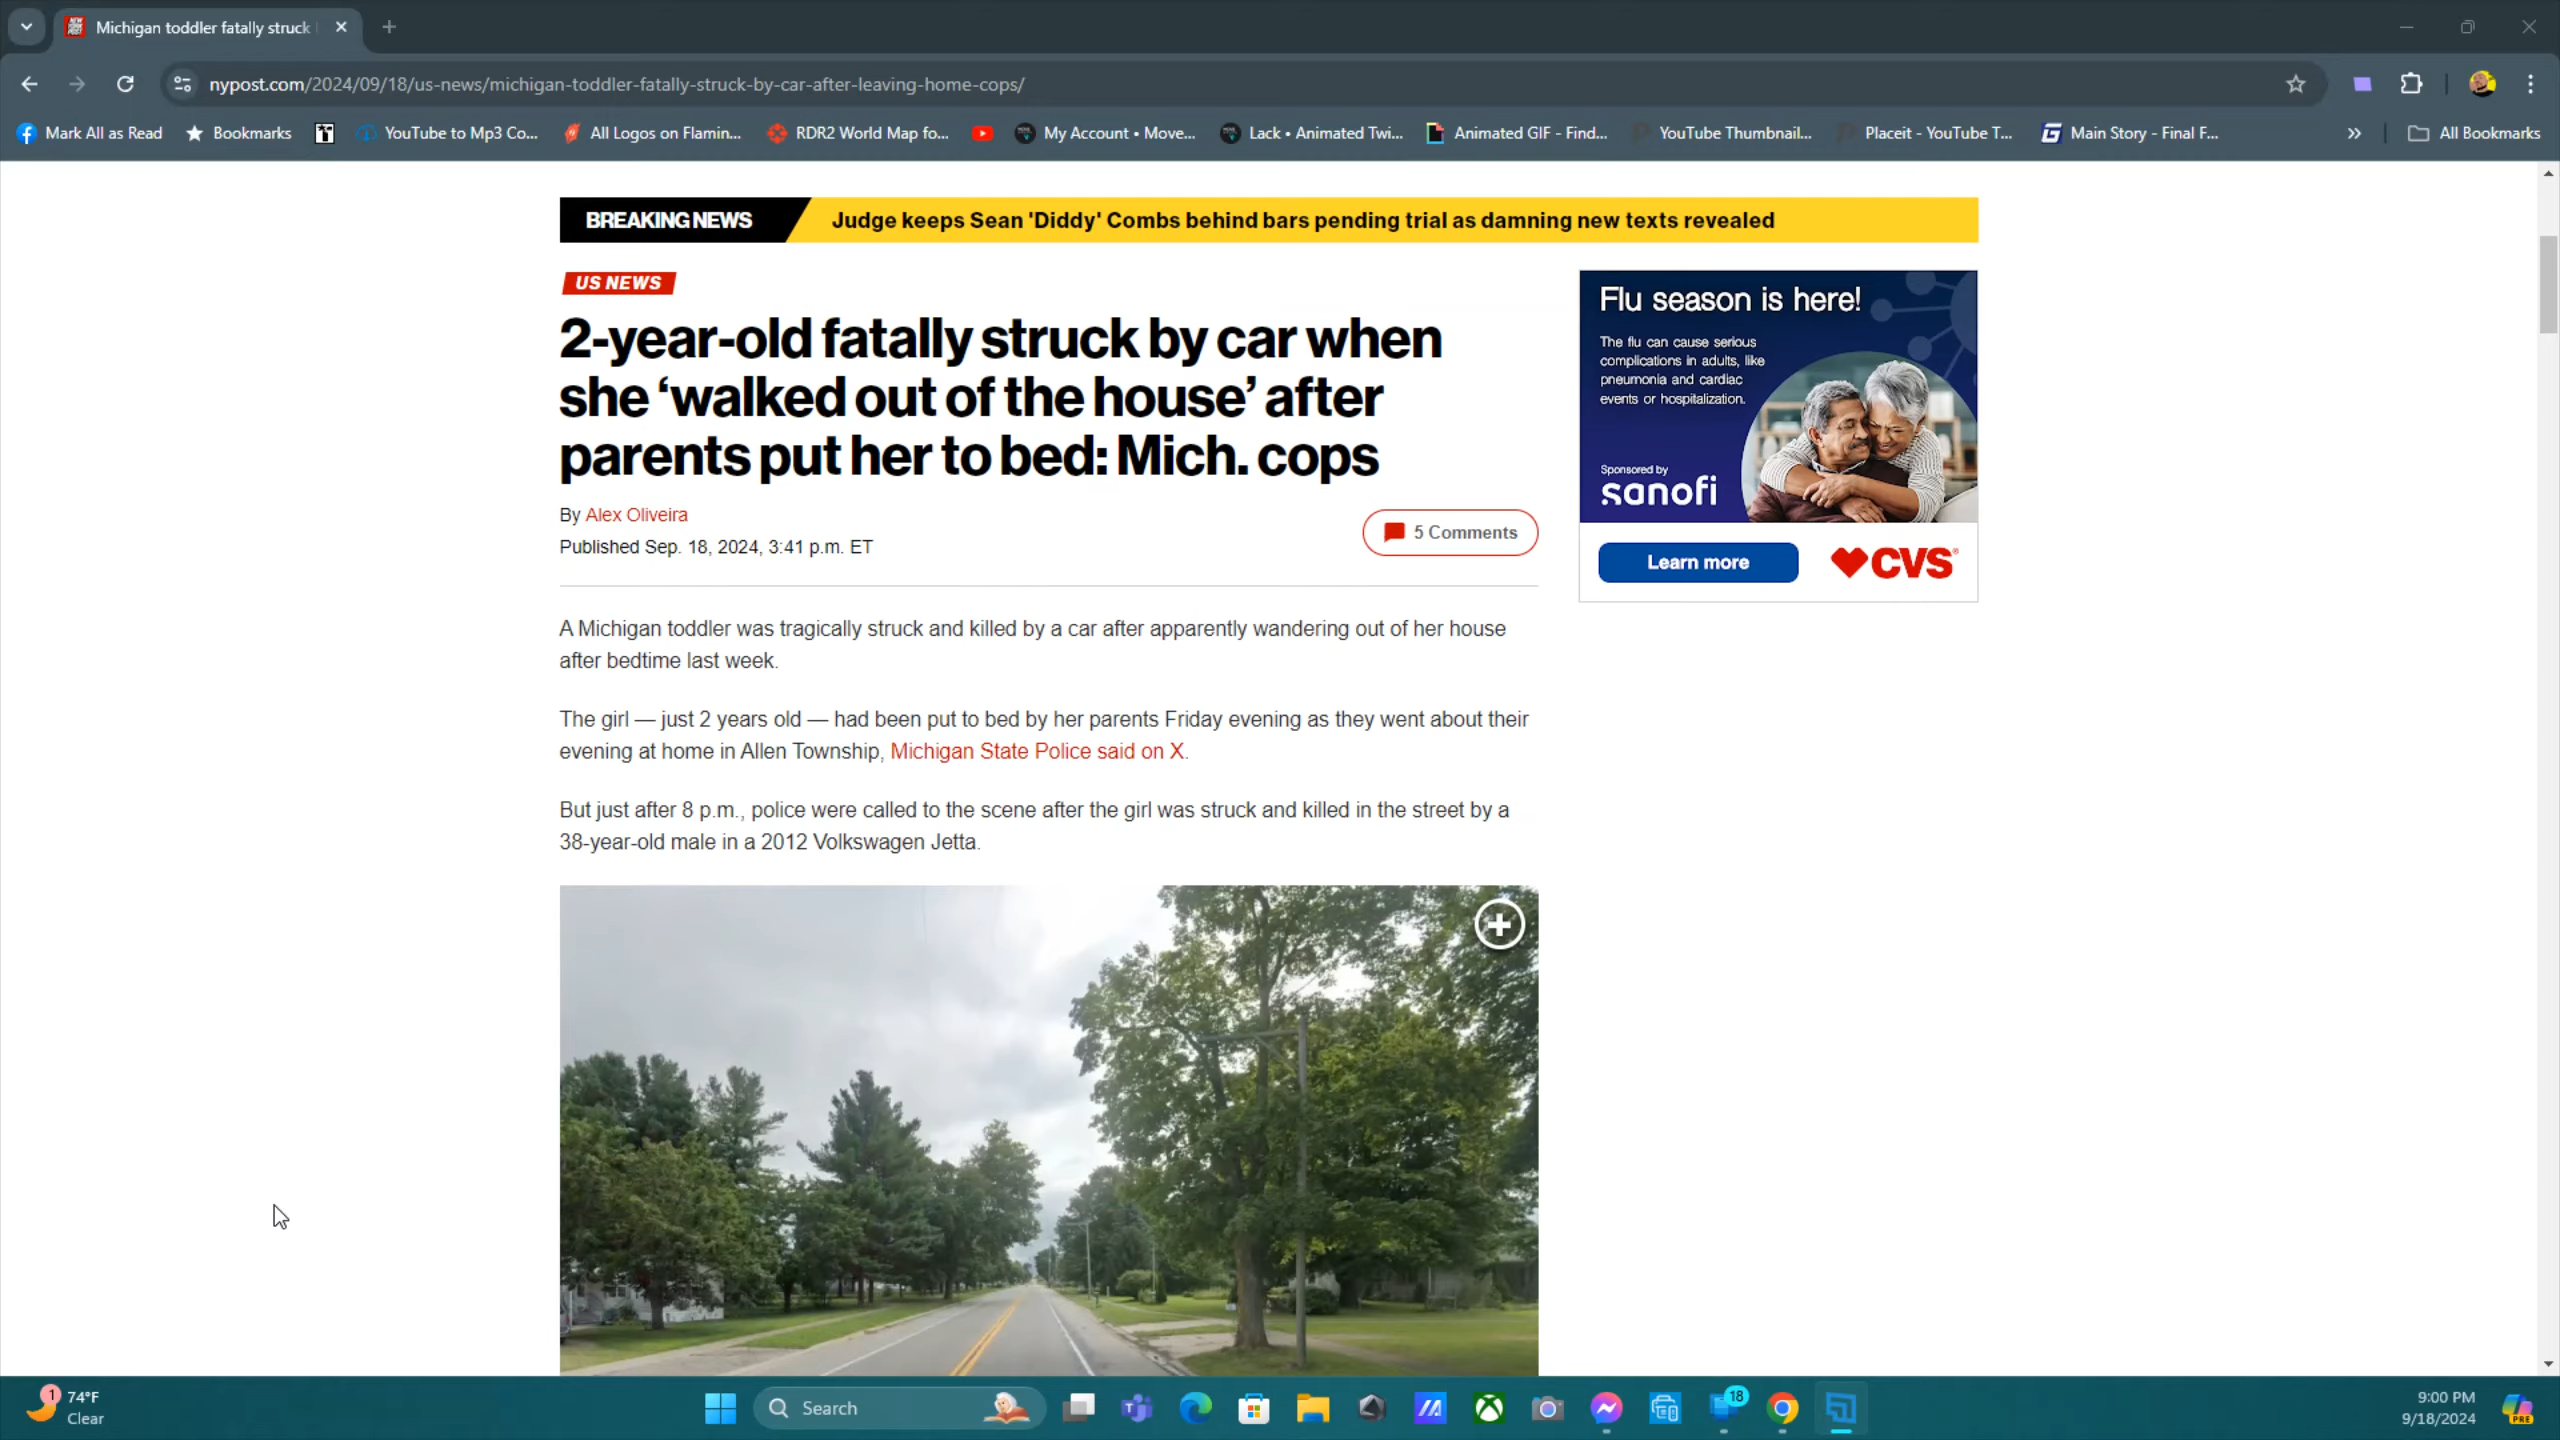 Michigan toddler fatally struck
nypost.com/2024/09/18/us-news/michigan-toddler-fatally-struck-by-car-after-leaving-home-cops/
Mark All as Read Bookmarks YouTube to Mp3 Co... All Logos on Flamin... RDR2 World Map fo... My Account • Move... Lack • Animated Twi... Animated GIF - Find... YouTube Thumbnail... Placeit - YouTube T... Main Story - Final F... » All Bookmarks
BREAKING NEWS Judge keeps Sean 'Diddy' Combs behind bars pending trial as damning new texts revealed
US NEWS
2-year-old fatally struck by car when
she ‘walked out of the house’ after
parents put her to bed: Mich. cops
By Alex Oliveira
Published Sep. 18, 2024, 3:41 p.m. ET
5 Comments
A Michigan toddler was tragically struck and killed by a car after apparently wandering out of her house
after bedtime last week.
The girl — just 2 years old — had been put to bed by her parents Friday evening as they went about their
evening at home in Allen Township, Michigan State Police said on X.
But just after 8 p.m., police were called to the scene after the girl was struck and killed in the street by a
38-year-old male in a 2012 Volkswagen Jetta.
Flu season is here!
The flu can cause serious
complications in adults, like
pneumonia and cardiac
events or hospitalization.
Sponsored by
sanofi
Learn more
CVS
1
74°F
Clear
Search
18
9:00 PM
9/18/2024
PRE